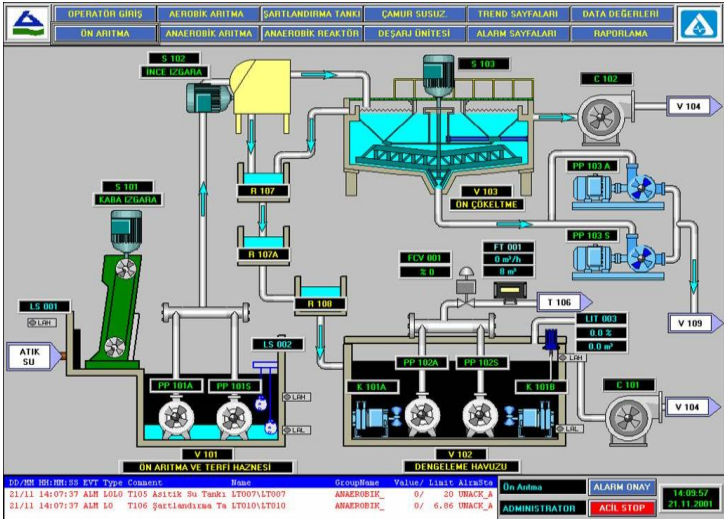 OPERATÖR GİRİŞ
AEROBİK ARITMA
ŞARTLANDIRMA TANKI
ÇAMUR SUSUZ.
TREND SAYFALARI
DATA DEĞERLERİ
ÖN ARITMA
ANAEROBİK ARITMA
ANAEROBİK REAKTÖR
DEŞARJ ÜNİTESİ
ALARM SAYFALARI
RAPORLAMA
S 102
İNCE IZGARA
S 103
C 102
V 104
S 101
KABA IZGARA
R 107
V 103
ÖN ÇÖKELTME
PP 103 A
R 107A
PP 103 S
FCV 001
% 0
FT 001
0 m³/h
8 m³
LS 001
LAH
R 108
T 106
V 109
LIT 003
0.0 %
0.0 m³
ATIK
SU
LS 002
LAH
PP 101A
PP 101S
PP 102A
PP 102S
K 101A
K 101B
LAH
C 101
V 104
LAL
LAL
V 101
ÖN ARITMA VE TERFİ HAZNESİ
V 102
DENGELEME HAVUZU
DD/MM HH:MM:SS EVT Type Comment Name GroupName Value/ Limit AlrmSta
21/11 14:07:37 ALM LOLO T105 Asitik Su Tankı LT007\LT007 ANAEROBIK_ 0/ 20 UNACK_A
21/11 14:07:37 ALM LO T106 Şartlandırma Ta LT010\LT010 ANAEROBIK_ 0/ 6.86 UNACK_A
Ön Arıtma
ALARM ONAY
14:09:57
21.11.2001
ADMINISTRATOR
ACİL STOP